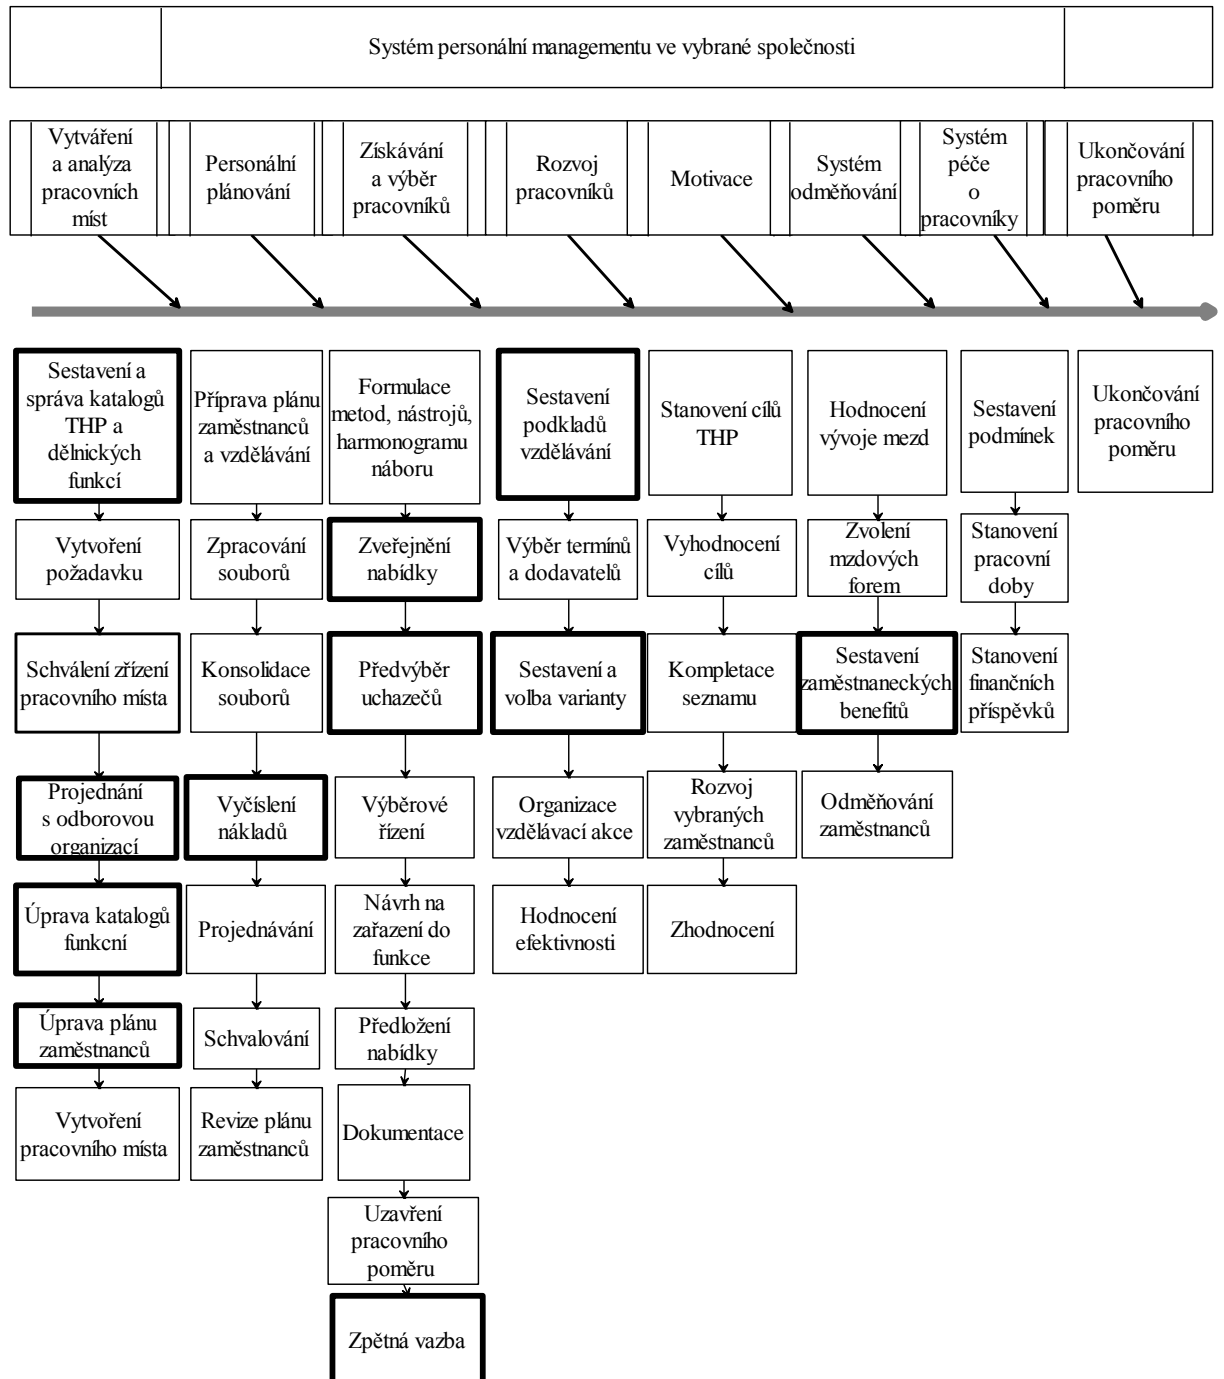 Systém personální managementu ve vybrané společnosti
Vytváření
a analýza
pracovních
míst
Personální
plánování
Získávání
a výběr
pracovníků
Rozvoj
pracovníků
Motivace
Systém
odměňování
Systém
péče
o
pracovníky
Ukončování
pracovního
poměru
Sestavení a
správa katalogů
THP a
dělnických
funkcí
Příprava plánu
zaměstnanců
a vzdělávání
Formulace
metod, nástrojů,
harmonogramu
náboru
Sestavení
podkladů
vzdělávání
Stanovení cílů
THP
Hodnocení
vývoje mezd
Sestavení
podmínek
Ukončování
pracovního
poměru
Vytvoření
požadavku
Zpracování
souborů
Zveřejnění
nabídky
Výběr termínů
a dodavatelů
Vyhodnocení
cílů
Zvolení
mzdových
forem
Stanovení
pracovní
doby
Schválení zřízení
pracovního místa
Konsolidace
souborů
Předvýběr
uchazečů
Sestavení a
volba varianty
Kompletace
seznamu
Sestavení
zaměstnaneckých
benefitů
Stanovení
finančních
příspěvků
Projednání
s odborovou
organizací
Vyčíslení
nákladů
Výběrové
řízení
Organizace
vzdělávací akce
Rozvoj
vybraných
zaměstnanců
Odměňování
zaměstnanců
Úprava katalogů
funkcní
Projednávání
Návrh na
zařazení do
funkce
Hodnocení
efektivnosti
Zhodnocení
Úprava plánu
zaměstnanců
Schvalování
Předložení
nabídky
Vytvoření
pracovního místa
Revize plánu
zaměstnanců
Dokumentace
Uzavření
pracovního
poměru
Zpětná vazba